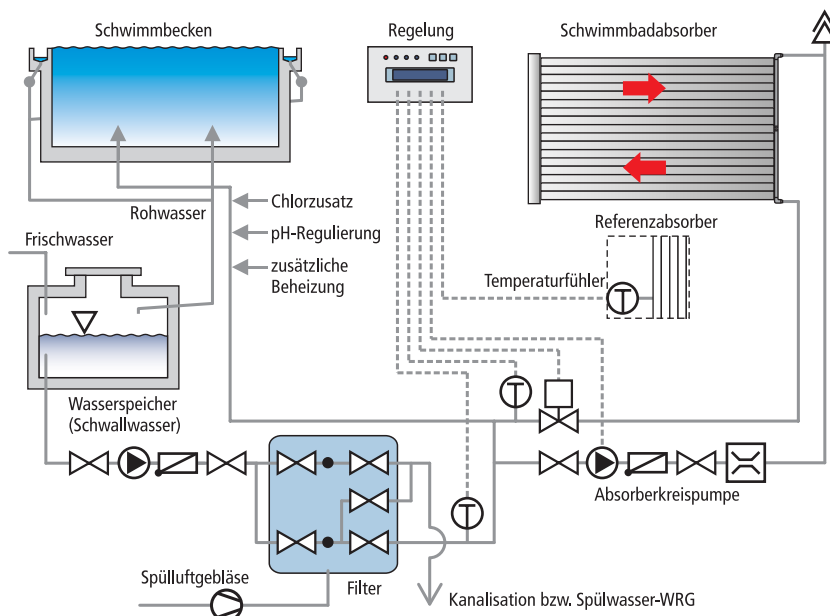 Schwimmbecken
Regelung
Schwimmbadabsorber
Rohwasser
Chlorzusatz
pH-Regulierung
zusätzliche
Beheizung
Frischwasser
Referenzabsorber
Temperaturfühler
T
T
Wasserspeicher
(Schwallwasser)
Absorberkreispumpe
T
Spülluftgebläse
Filter
Kanalisation bzw. Spülwasser-WRG